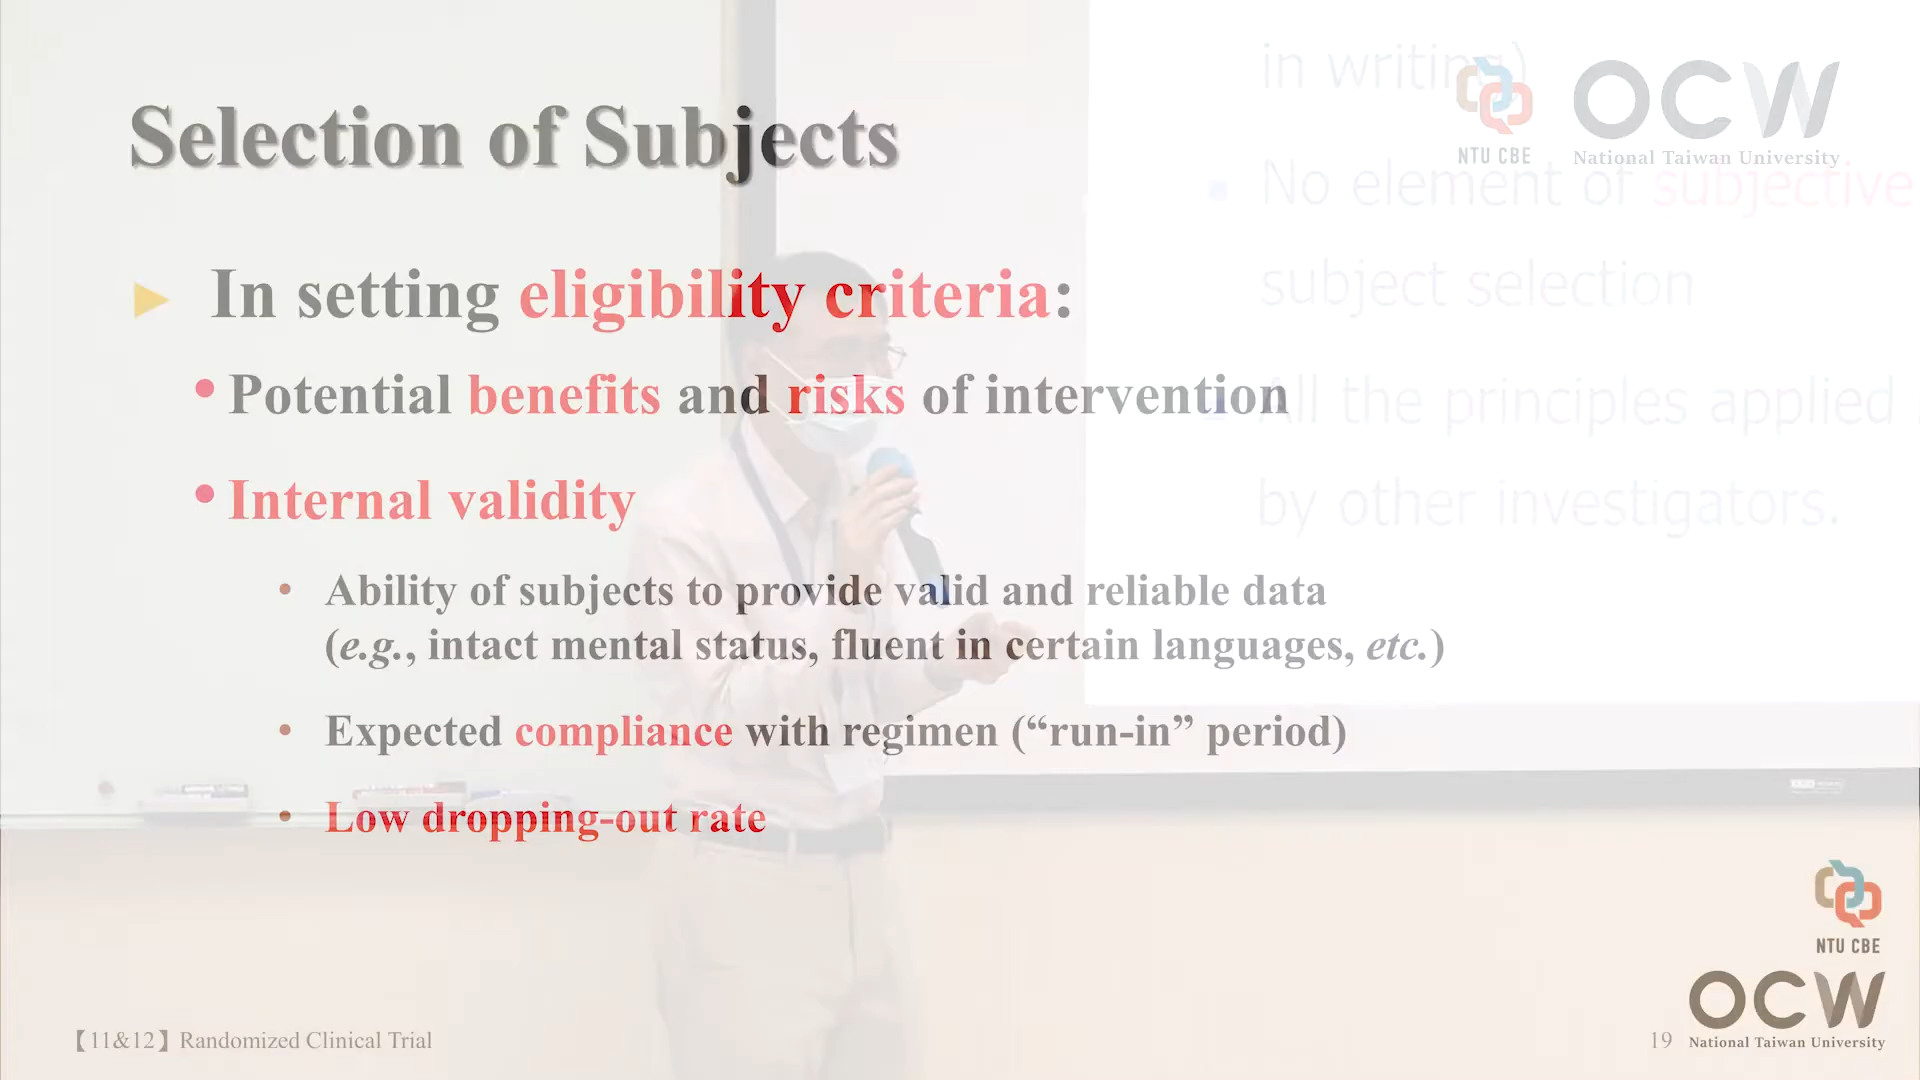 Selection of Subjects
► In setting eligibility criteria:
• Potential benefits and risks of intervention
• Internal validity
• Ability of subjects to provide valid and reliable data
(e.g., intact mental status, fluent in certain languages, etc.)
• Expected compliance with regimen (“run-in” period)
• Low dropping-out rate
in writing)
No element of subjective
subject selection
All the principles applied
by other investigators.
NTU CBE
OCW
National Taiwan University
NTU CBE
OCW
National Taiwan University
【11&12】Randomized Clinical Trial
19